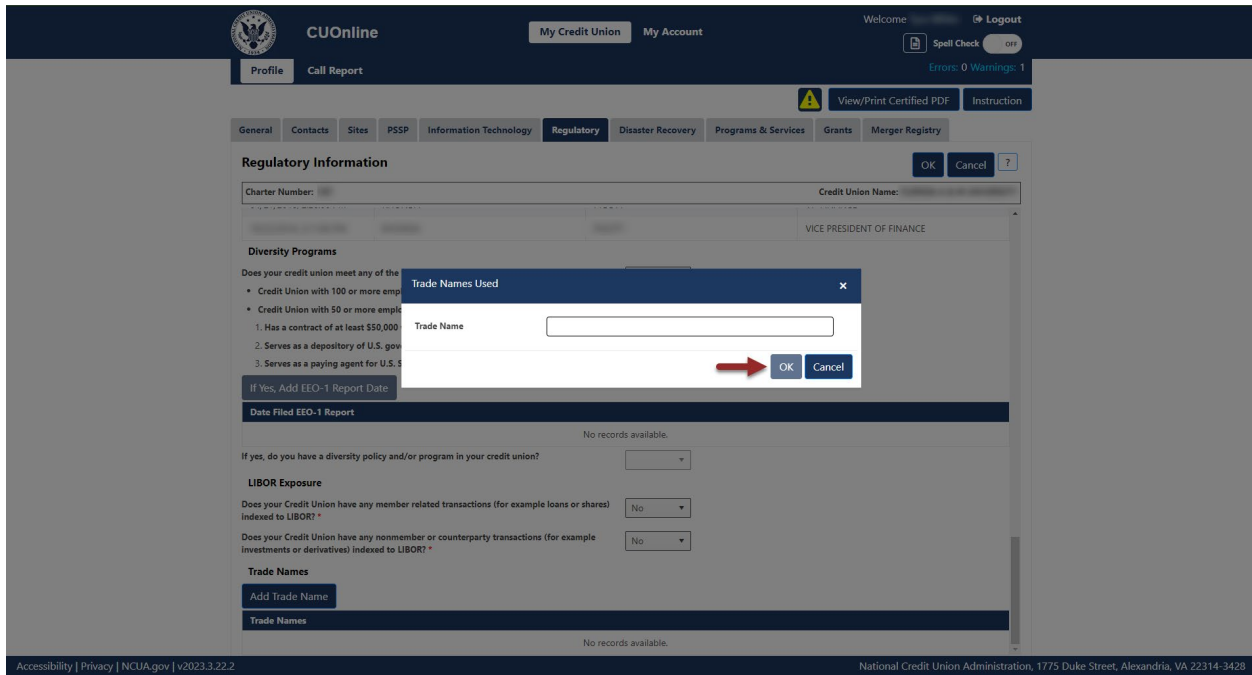 CUOnline
My Credit Union My Account
Welcome Logout
Spell Check OFF
Profile Call Report
Errors: 0 Warnings: 1
View/Print Certified PDF Instruction
General Contacts Sites PSSP Information Technology Regulatory Disaster Recovery Programs & Services Grants Merger Registry
Regulatory Information
OK Cancel ?
Charter Number: Credit Union Name:
VICE PRESIDENT OF FINANCE
Diversity Programs
Does your credit union meet any of the
• Credit Union with 100 or more empl
• Credit Union with 50 or more emplo
1. Has a contract of at least $50,000
2. Serves as a depository of U.S. gov
3. Serves as a paying agent for U.S. S
Trade Names Used ×
Trade Name
OK Cancel
If Yes, Add EEO-1 Report Date
Date Filed EEO-1 Report
No records available.
If yes, do you have a diversity policy and/or program in your credit union?
LIBOR Exposure
Does your Credit Union have any member related transactions (for example loans or shares)
indexed to LIBOR? * No
Does your Credit Union have any nonmember or counterparty transactions (for example
investments or derivatives) indexed to LIBOR? * No
Trade Names
Add Trade Name
Trade Names
No records available.
Accessibility | Privacy | NCUA.gov | v2023.3.22.2 National Credit Union Administration, 1775 Duke Street, Alexandria, VA 22314-3428